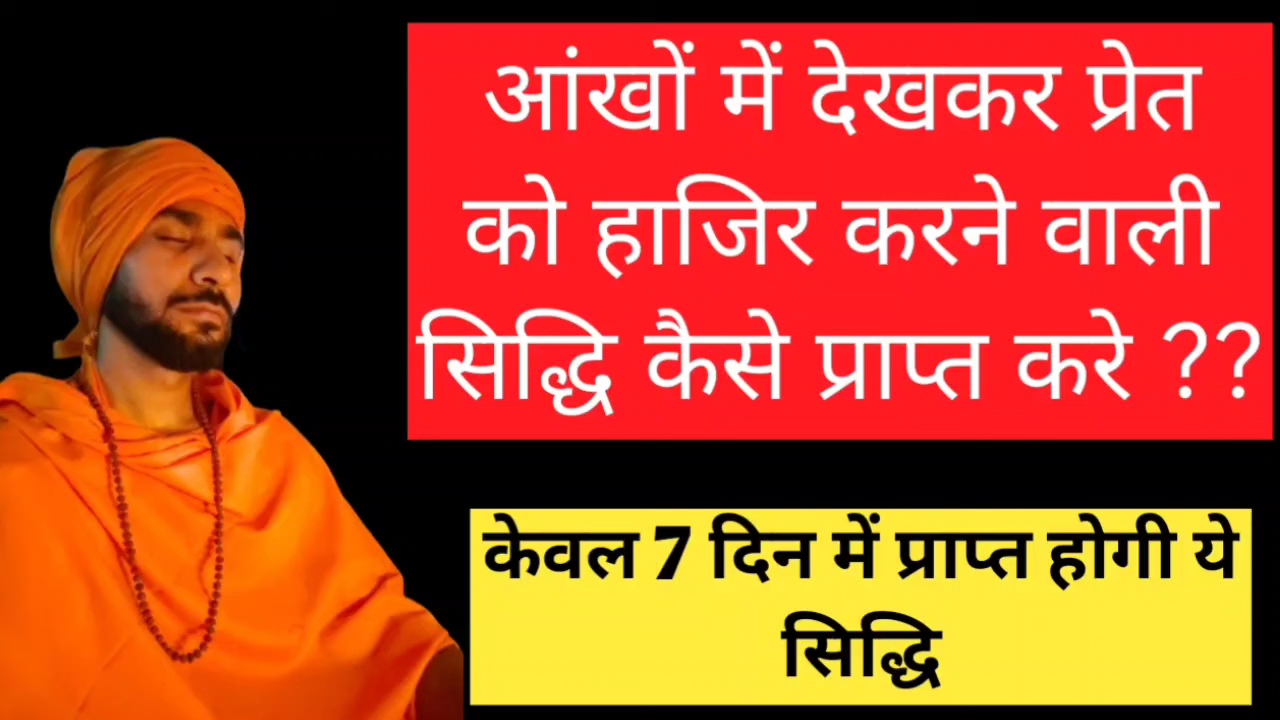 आंखों में देखकर प्रेत
को हाजिर करने वाली
सिद्धि कैसे प्राप्त करे ??
केवल 7 दिन में प्राप्त होगी ये
सिद्धि